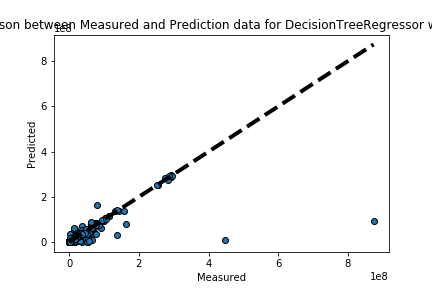 son between Measured and Prediction data for DecisionTreeRegressor w
1e8
8
6
4
2
0
Predicted
0 2 4 6 8
Measured
1e8